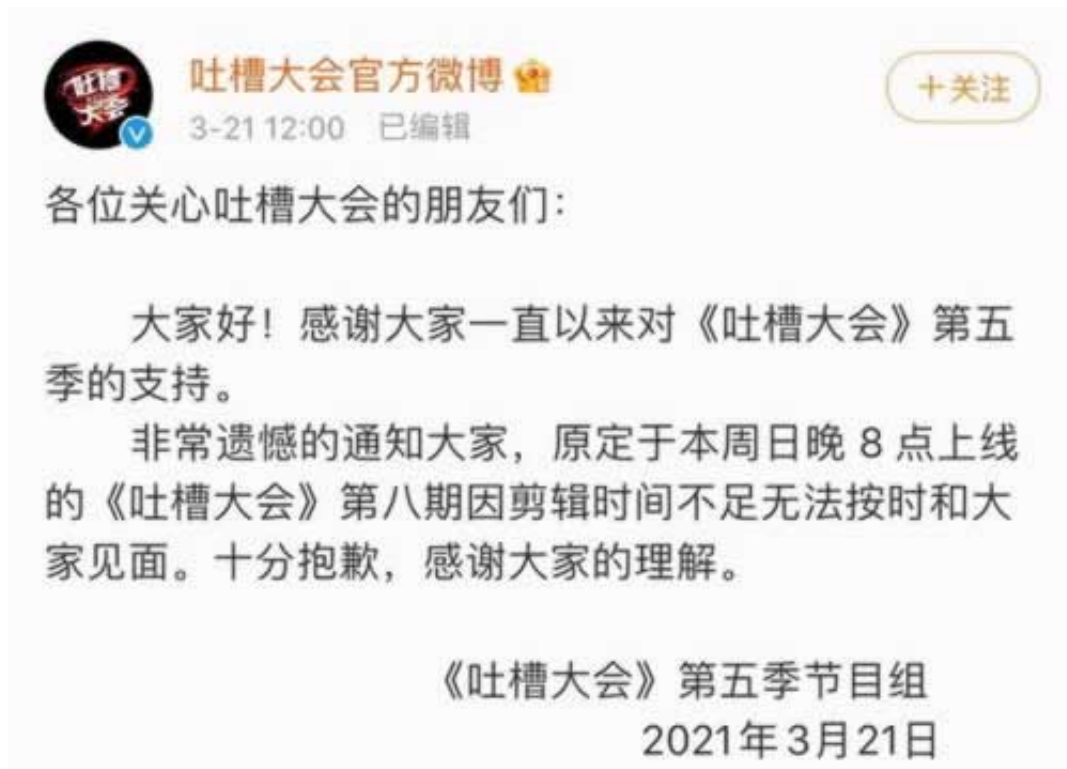 吐槽大会
吐槽大会官方微博
3-21 12:00 已编辑
+关注
各位关心吐槽大会的朋友们：
大家好！感谢大家一直以来对《吐槽大会》第五
季的支持。
非常遗憾的通知大家，原定于本周日晚 8 点上线
的《吐槽大会》第八期因剪辑时间不足无法按时和大
家见面。十分抱歉，感谢大家的理解。
《吐槽大会》第五季节目组
2021年3月21日